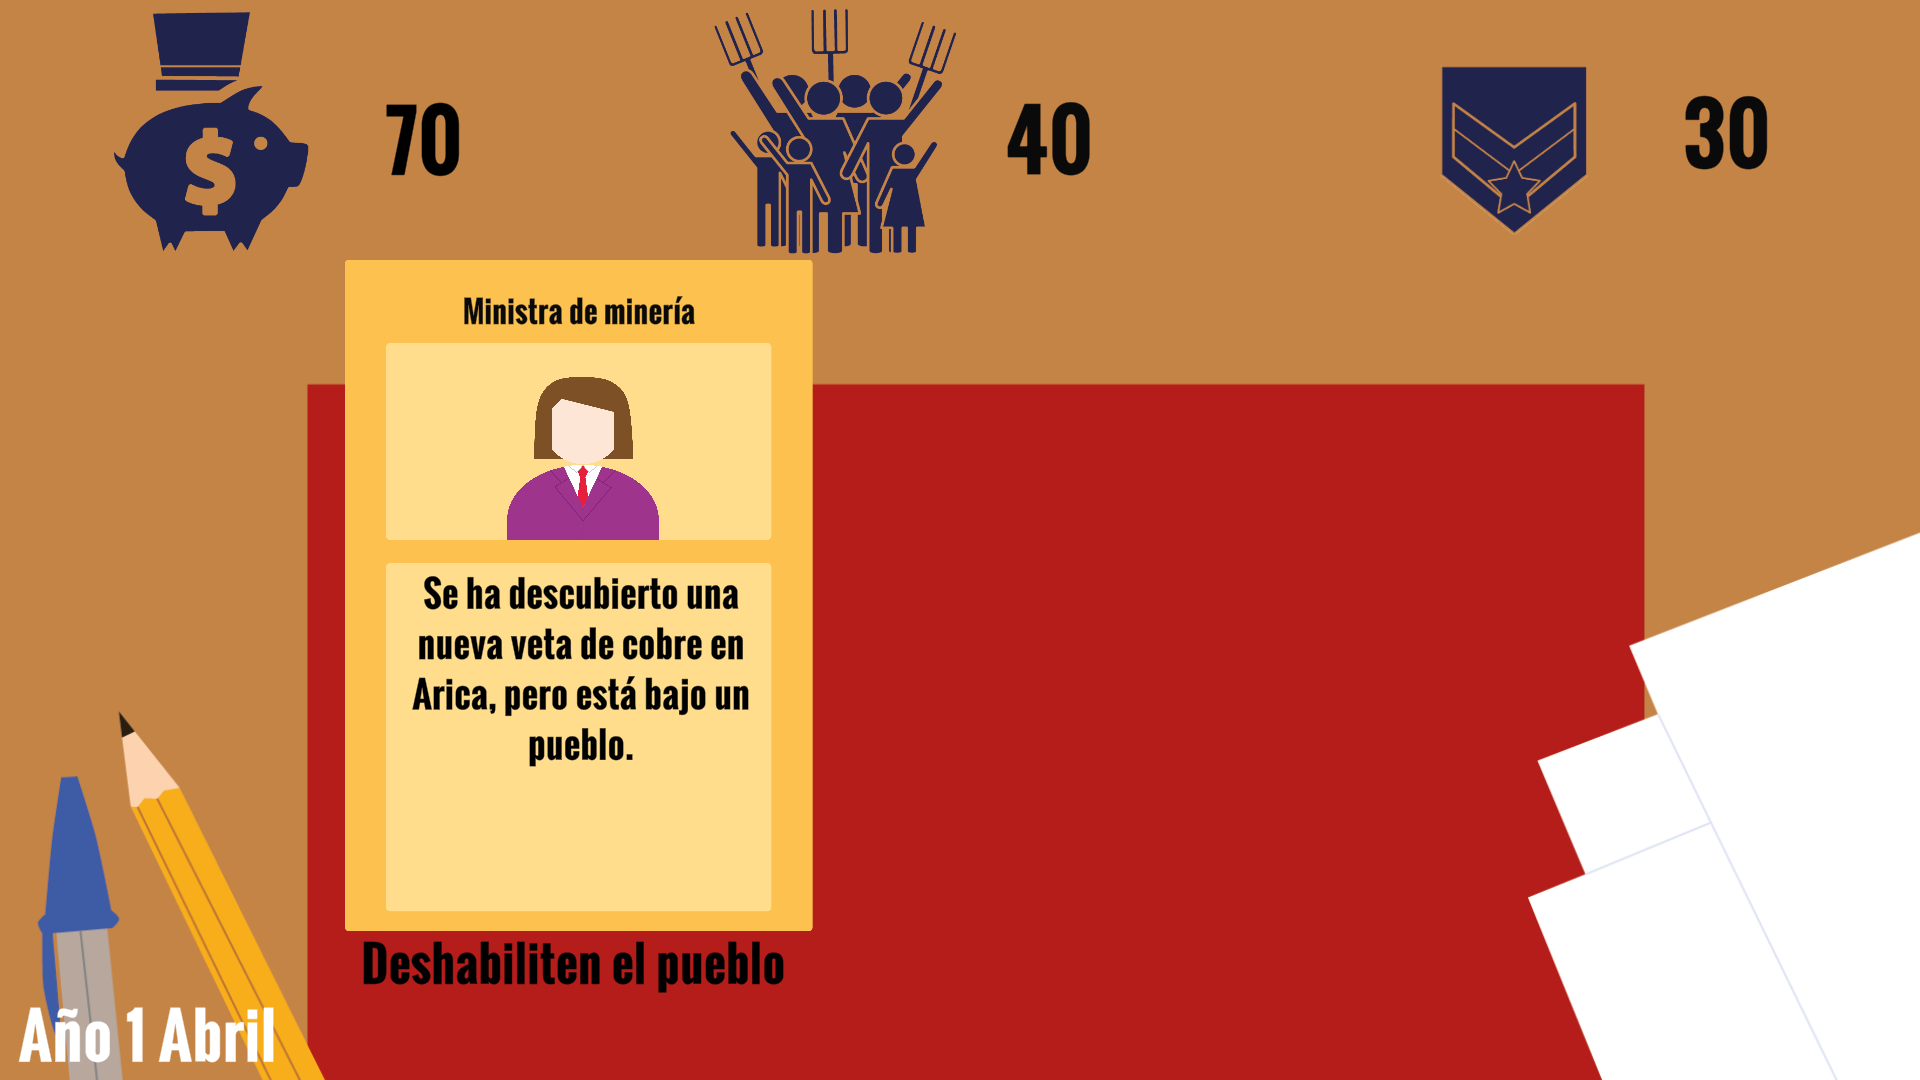 70
40
30
Ministra de minería
Se ha descubierto una
nueva veta de cobre en
Arica, pero está bajo un
pueblo.
Deshabiliten el pueblo
Año 1 Abril